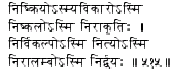 निष्क्रियोऽस्म्यविकारोऽस्मि
निष्कलोऽस्मि निराकृतिः ।
निर्विकल्पोऽस्मि नित्योऽस्मि
निरालम्बोऽस्मि निर्द्वयः ॥ ५१५॥